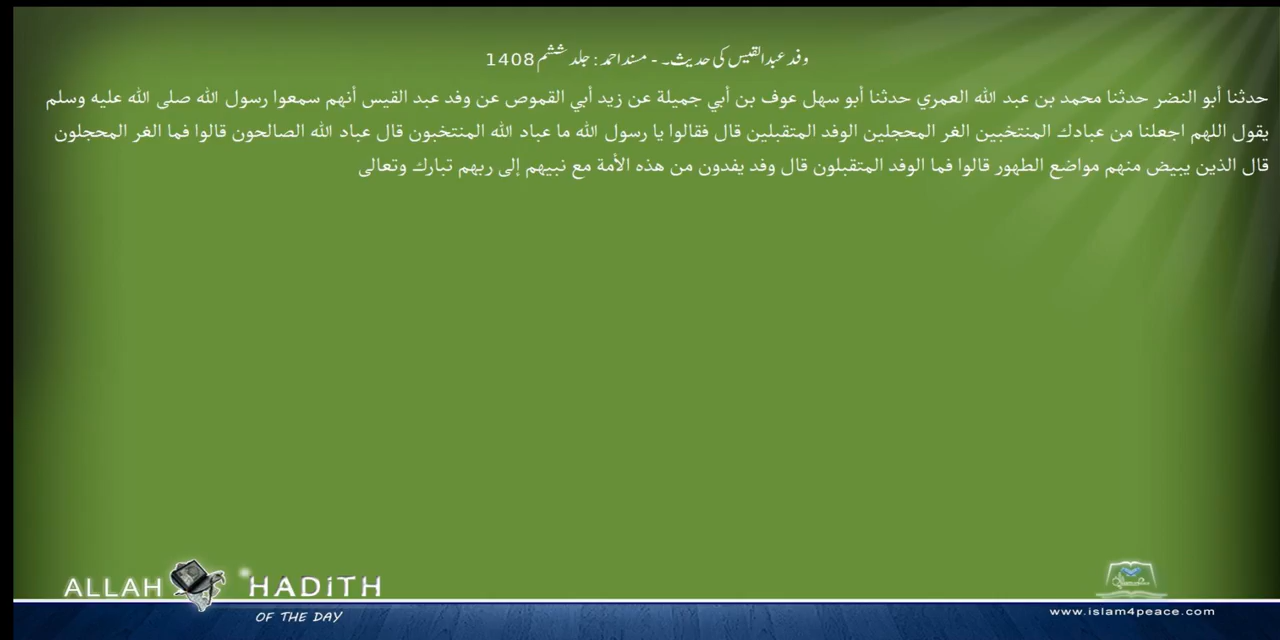 وفد عبدالقیس کی حدیث۔ - مسند احمد : جلد ششم 1408
حدثنا أبو النضر حدثنا محمد بن عبد الله العمري حدثنا أبو سهل عوف بن أبي جميلة عن زيد أبي القموص عن وفد عبد القيس أنهم سمعوا رسول الله صلى الله عليه وسلم
يقول اللهم اجعلنا من عبادك المنتخبين الغر المحجلين الوفد المتقبلين قال فقالوا يا رسول الله ما عباد الله المنتخبون قال عباد الله الصالحون قالوا فما الغر المحجلون
قال الذين يبيض منهم مواضع الطهور قالوا فما الوفد المتقبلون قال وفد يفدون من هذه الأمة مع نبيهم إلى ربهم تبارك وتعالى
ALLAH HADITH
OF THE DAY
www.islam4peace.com